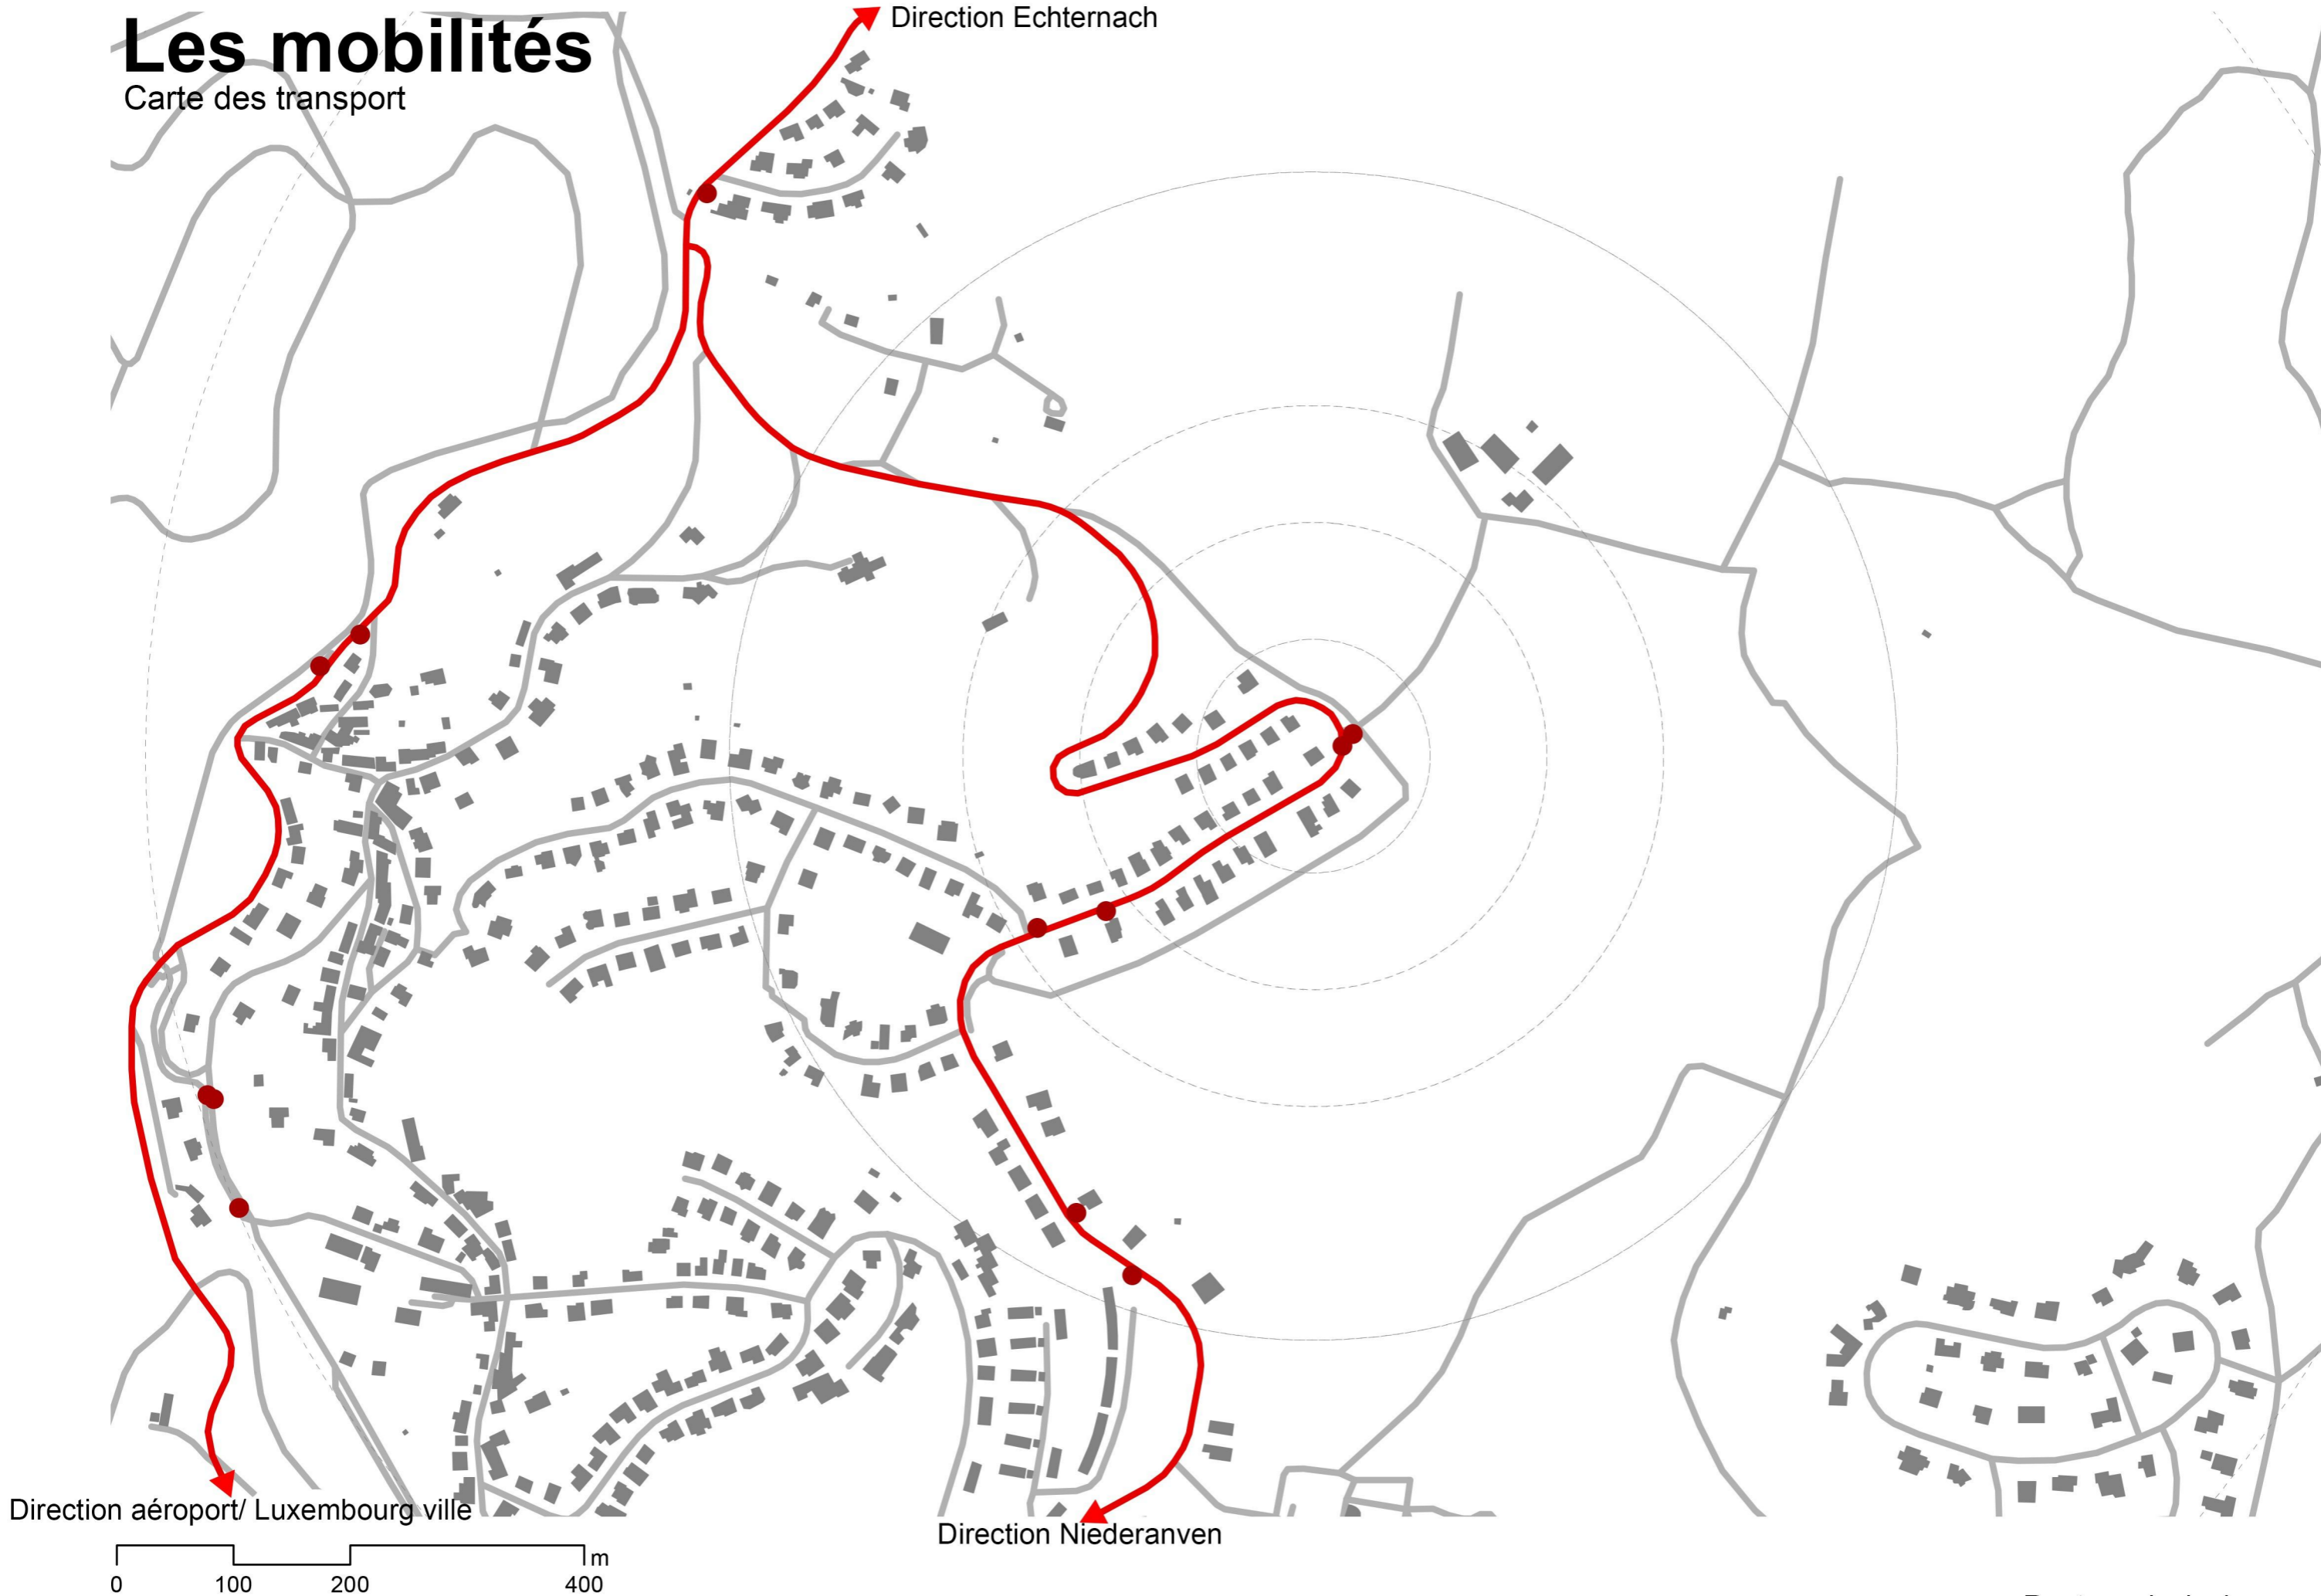 Direction Echternach
Les mobilités
Carte des transport
Direction aéroport/ Luxembourg ville
Direction Niederanven
m
0 100 200 400